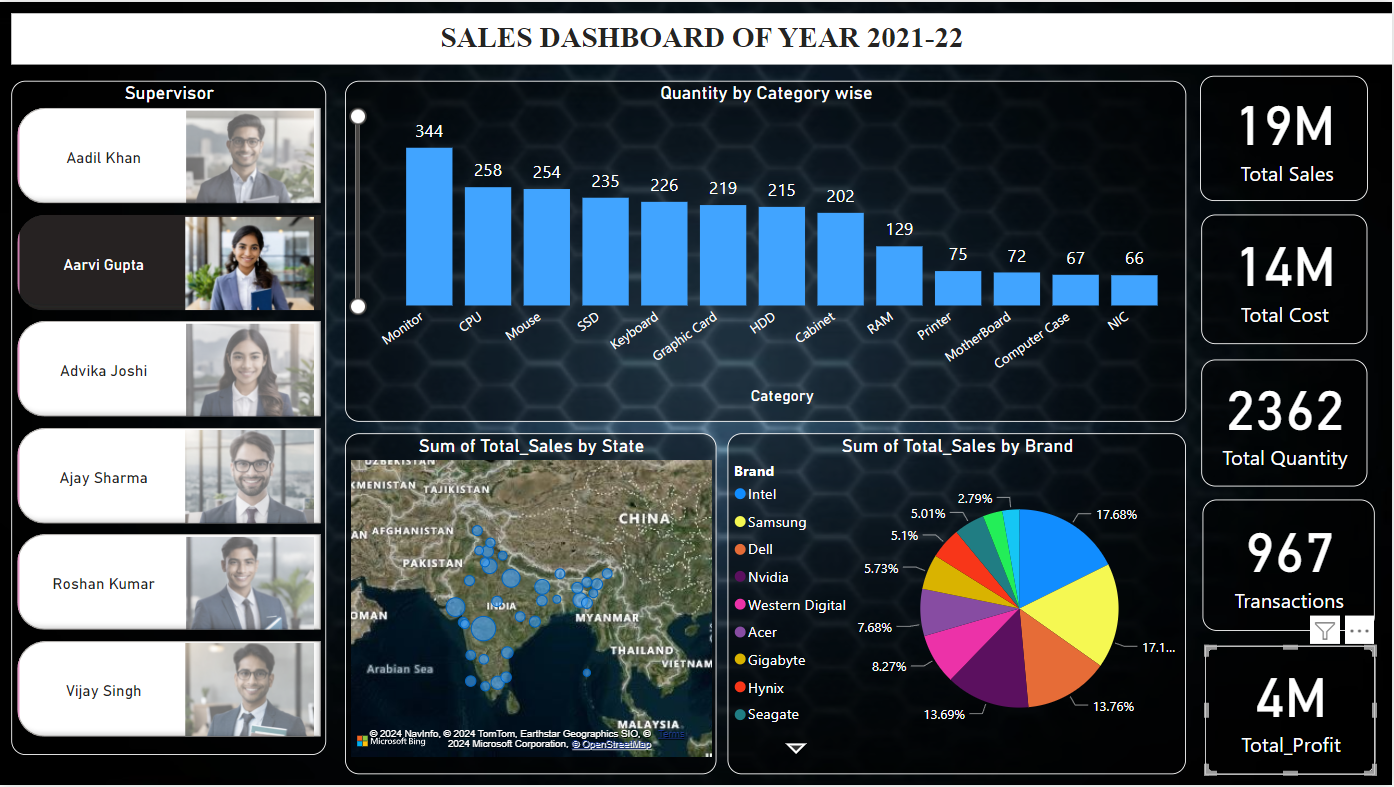 SALES DASHBOARD OF YEAR 2021-22
Supervisor
Aadil Khan
Aarvi Gupta
Advika Joshi
Ajay Sharma
Roshan Kumar
Vijay Singh
Quantity by Category wise
344
258
254
235
226
219
215
202
129
75
72
67
66
Monitor
CPU
Mouse
SSD
Keyboard
Graphic Card
HDD
Cabinet
RAM
Printer
MotherBoard
Computer Case
NIC
Category
Sum of Total_Sales by State
UZBEKISTAN
KMENISTAN
TAJIKISTAN
CHINA
AFGHANISTAN
AN
PAKISTAN
INDIA
OMAN
MYANMAR
THAILAND
VIETNAM
Arabian Sea
MALAYSIA
© 2024 NavInfo, © 2024 TomTom, Earthstar Geographics SIO, ©
2024 Microsoft Corporation, © OpenStreetMap
Terms
Microsoft Bing
Sum of Total_Sales by Brand
Brand
Intel
Samsung
Dell
Nvidia
Western Digital
Acer
Gigabyte
Hynix
Seagate
17.68%
17.1...
13.76%
13.69%
8.27%
7.68%
5.73%
5.1%
5.01%
2.79%
19M
Total Sales
14M
Total Cost
2362
Total Quantity
967
Transactions
4M
Total_Profit